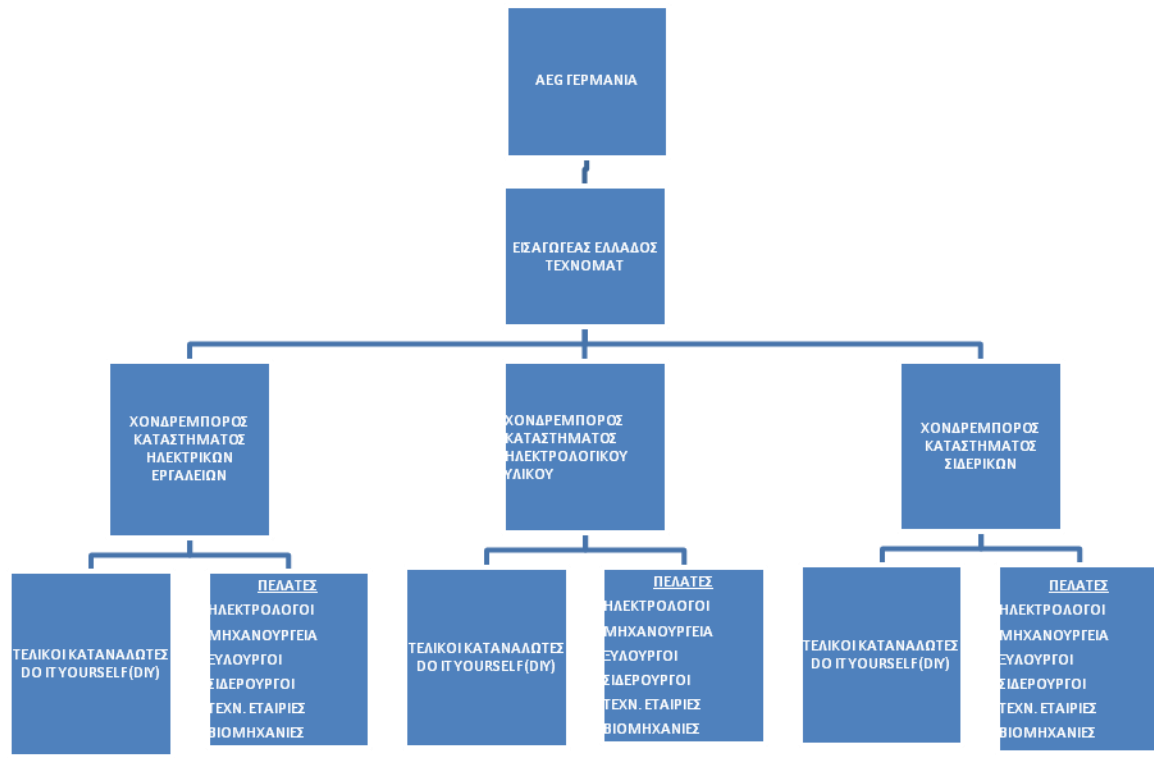 AEG ΓΕΡΜΑΝΙΑ
ΕΙΣΑΓΩΓΕΑΣ ΕΛΛΑΔΟΣ
ΤΕΧΝΟΜΑΤ
ΧΟΝΔΡΕΜΠΟΡΟΣ
ΚΑΤΑΣΤΗΜΑΤΟΣ
ΗΛΕΚΤΡΙΚΩΝ
ΕΡΓΑΛΕΙΩΝ
ΧΟΝΔΡΕΜΠΟΡΟΣ
ΚΑΤΑΣΤΗΜΑΤΟΣ
ΗΛΕΚΤΡΟΛΟΓΙΚΟΥ
ΥΛΙΚΟΥ
ΧΟΝΔΡΕΜΠΟΡΟΣ
ΚΑΤΑΣΤΗΜΑΤΟΣ
ΣΙΔΕΡΙΚΩΝ
ΤΕΛΙΚΟΙ ΚΑΤΑΝΑΛΩΤΕΣ
DO IT YOURSELF(DIY)
ΠΕΛΑΤΕΣ
ΗΛΕΚΤΡΟΛΟΓΟΙ
ΜΗΧΑΝΟΥΡΓΕΙΑ
ΞΥΛΟΥΡΓΟΙ
ΣΙΔΕΡΟΥΡΓΟΙ
ΤΕΧΝ. ΕΤΑΙΡΙΕΣ
ΒΙΟΜΗΧΑΝΙΕΣ
ΤΕΛΙΚΟΙ ΚΑΤΑΝΑΛΩΤΕΣ
DO IT YOURSELF(DIY)
ΠΕΛΑΤΕΣ
ΗΛΕΚΤΡΟΛΟΓΟΙ
ΜΗΧΑΝΟΥΡΓΕΙΑ
ΞΥΛΟΥΡΓΟΙ
ΣΙΔΕΡΟΥΡΓΟΙ
ΤΕΧΝ. ΕΤΑΙΡΙΕΣ
ΒΙΟΜΗΧΑΝΙΕΣ
ΤΕΛΙΚΟΙ ΚΑΤΑΝΑΛΩΤΕΣ
DO IT YOURSELF(DIY)
ΠΕΛΑΤΕΣ
ΗΛΕΚΤΡΟΛΟΓΟΙ
ΜΗΧΑΝΟΥΡΓΕΙΑ
ΞΥΛΟΥΡΓΟΙ
ΣΙΔΕΡΟΥΡΓΟΙ
ΤΕΧΝ. ΕΤΑΙΡΙΕΣ
ΒΙΟΜΗΧΑΝΙΕΣ